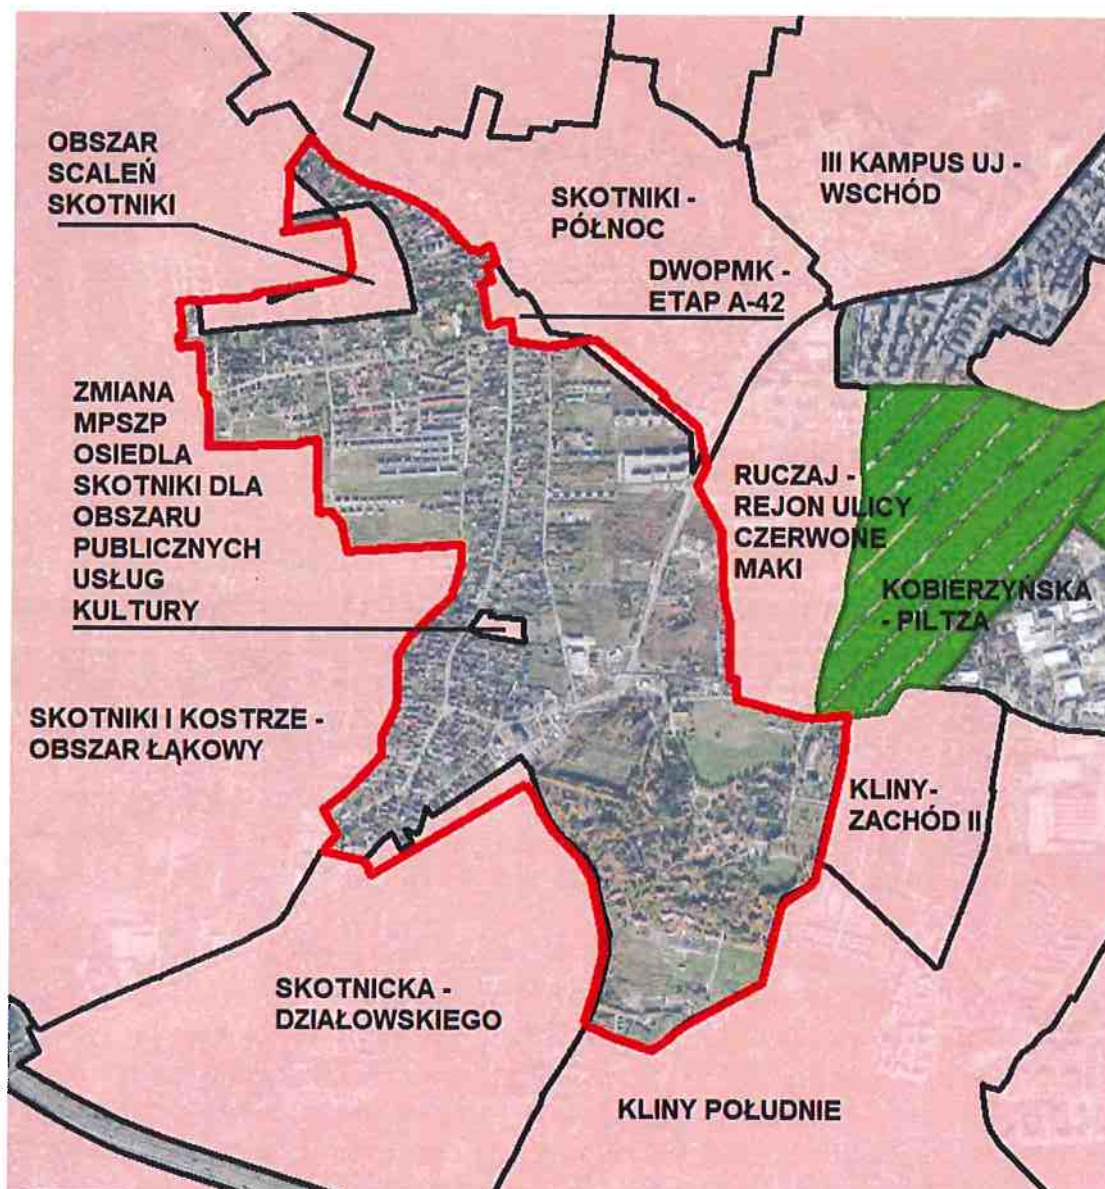 OBSZAR
SCALEŃ
SKOTNIKI
SKOTNIKI -
PÓŁNOC
III KAMPUS UJ -
WSCHÓD
DWOPMK -
ETAP A-42
ZMIANA
MPSZP
OSIEDLA
SKOTNIKI DLA
OBSZARU
PUBLICZNYCH
USŁUG
KULTURY
RUCZAJ -
REJON ULICY
CZERWONE
MAKI
KOBIERZYŃSKA
- PILTZA
SKOTNIKI I KOSTRZE -
OBSZAR ŁĄKOWY
KLINY-
ZACHÓD II
SKOTNICKA -
DZIAŁOWSKIEGO
KLINY POŁUDNIE